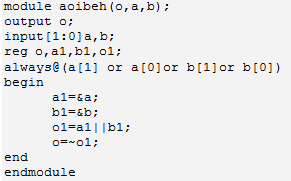 module aoibeh(o,a,b);
output o;
input[1:0]a,b;
reg o,a1,b1,o1;
always@(a[1] or a[0]or b[1]or b[0])
begin
a1=&a;
b1=&b;
o1=a1||b1;
o=~o1;
end
endmodule